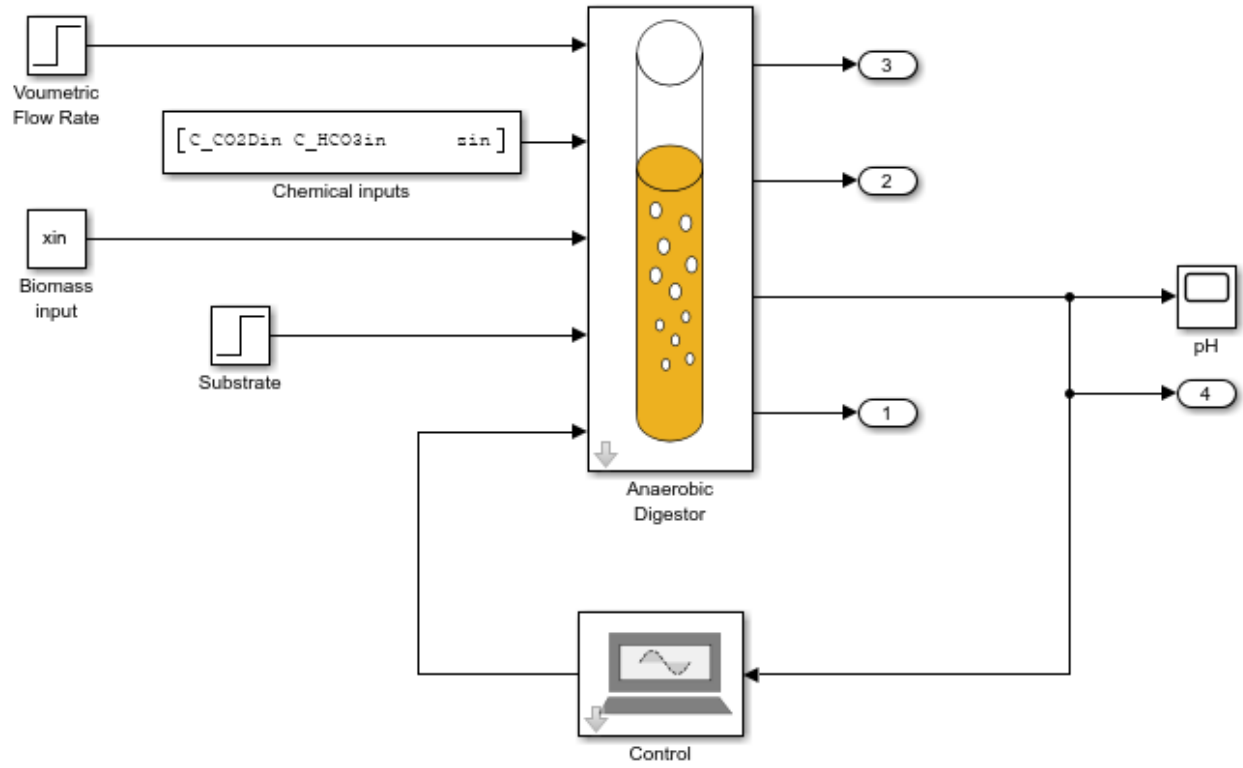 Voumetric
Flow Rate
[C_CO2Din C_HCO3in zin]
Chemical inputs
xin
Biomass
input
Substrate
3
2
pH
4
1
Anaerobic
Digestor
Control